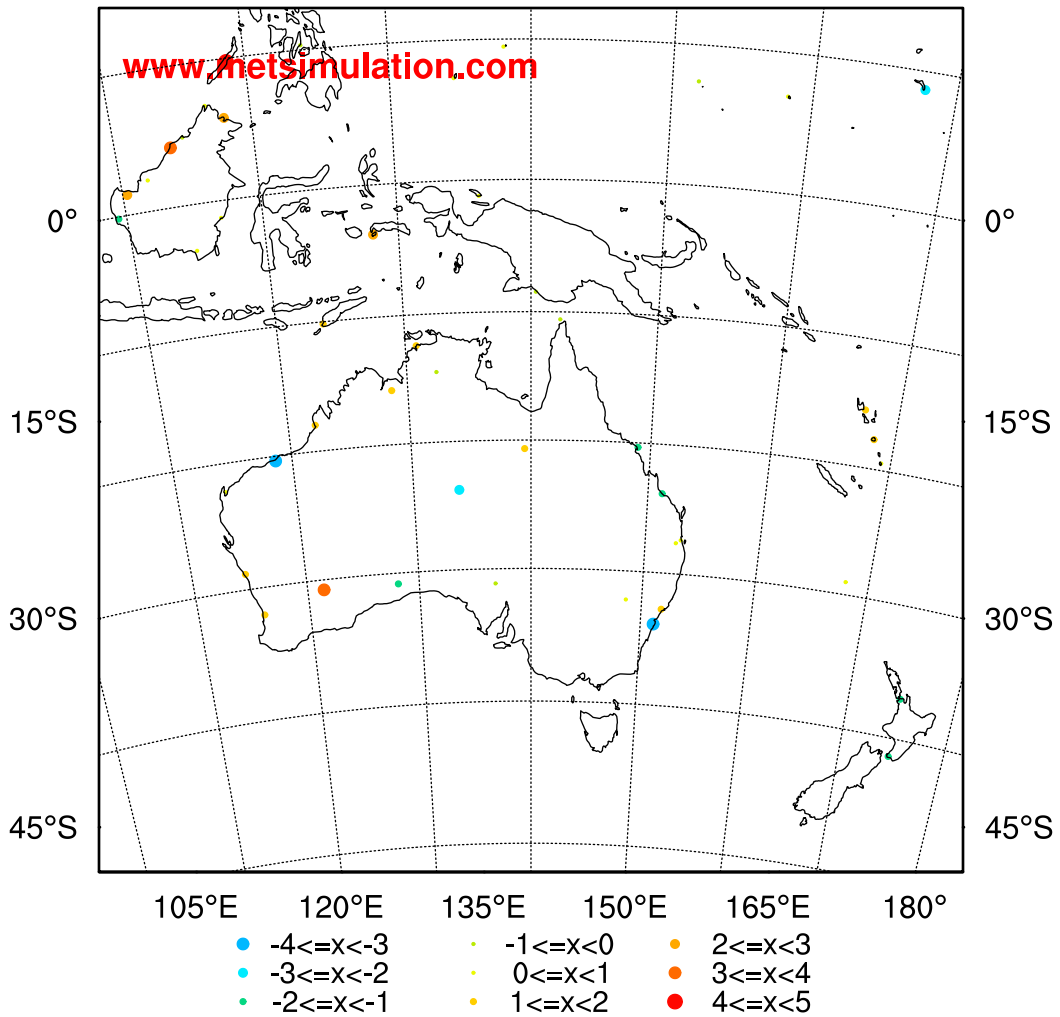 www.metsimulation.com
0° 0°
15°S 15°S
30°S 30°S
45°S 45°S
105°E 120°E 135°E 150°E 165°E 180°
-4<=x<-3 -1<=x<0 2<=x<3
-3<=x<-2 0<=x<1 3<=x<4
-2<=x<-1 1<=x<2 4<=x<5